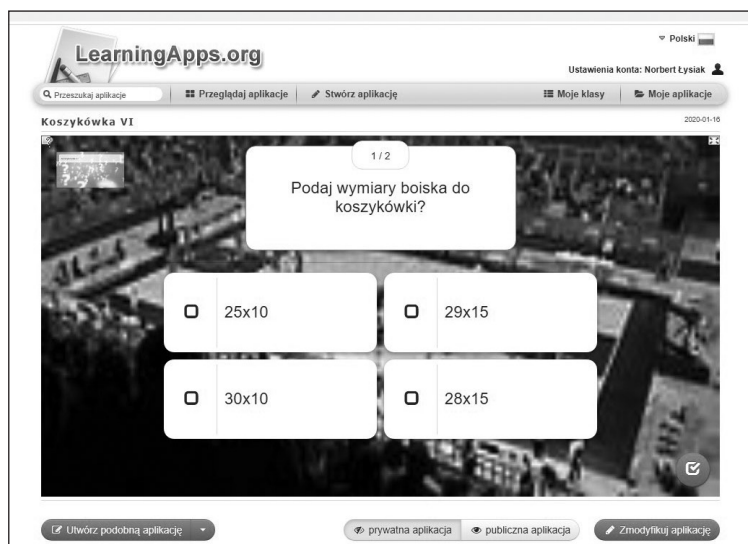 LearningApps.org
Polski
Ustawienia konta: Norbert Łysiak
Przeszukaj aplikacje
Przeglądaj aplikacje
Stwórz aplikację
Moje klasy
Moje aplikacje
Koszykówka VI
2020-01-16
1 / 2
Podaj wymiary boiska do
koszykówki?
25x10
29x15
30x10
28x15
Utwórz podobną aplikację
prywatna aplikacja
publiczna aplikacja
Zmodyfikuj aplikację